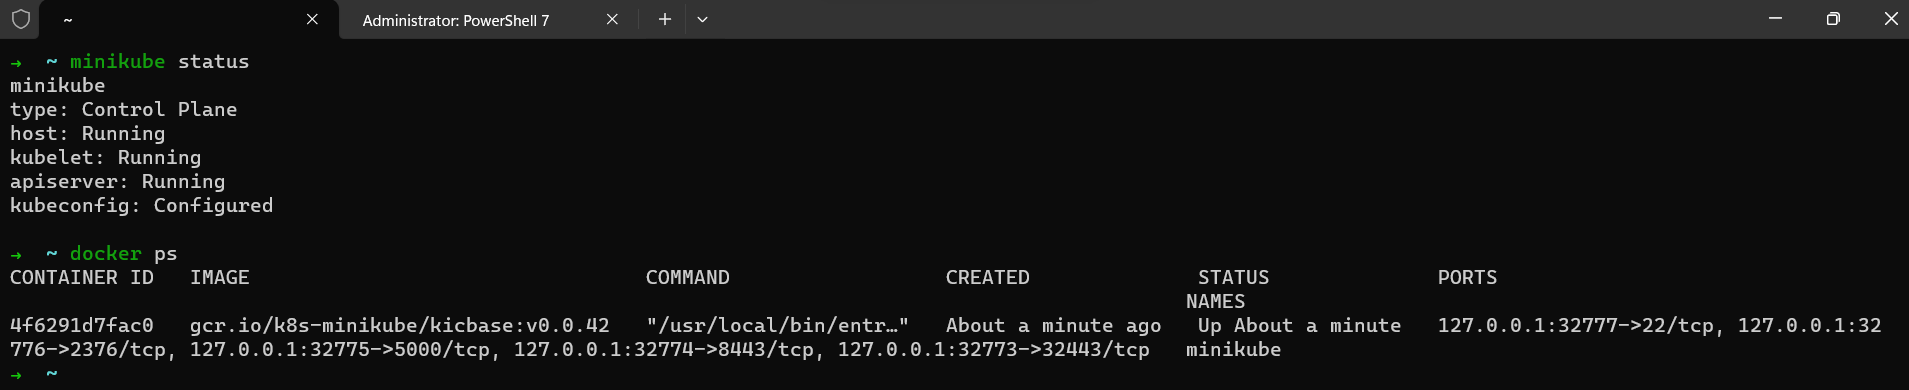 ~ Administrator: PowerShell 7
→ ~ minikube status
minikube
type: Control Plane
host: Running
kubelet: Running
apiserver: Running
kubeconfig: Configured
→ ~ docker ps
CONTAINER ID IMAGE COMMAND CREATED STATUS PORTS
NAMES
4f6291d7fac0 gcr.io/k8s-minikube/kicbase:v0.0.42 "/usr/local/bin/entr…" About a minute ago Up About a minute 127.0.0.1:32777->22/tcp, 127.0.0.1:32
776->2376/tcp, 127.0.0.1:32775->5000/tcp, 127.0.0.1:32774->8443/tcp, 127.0.0.1:32773->32443/tcp minikube
→ ~